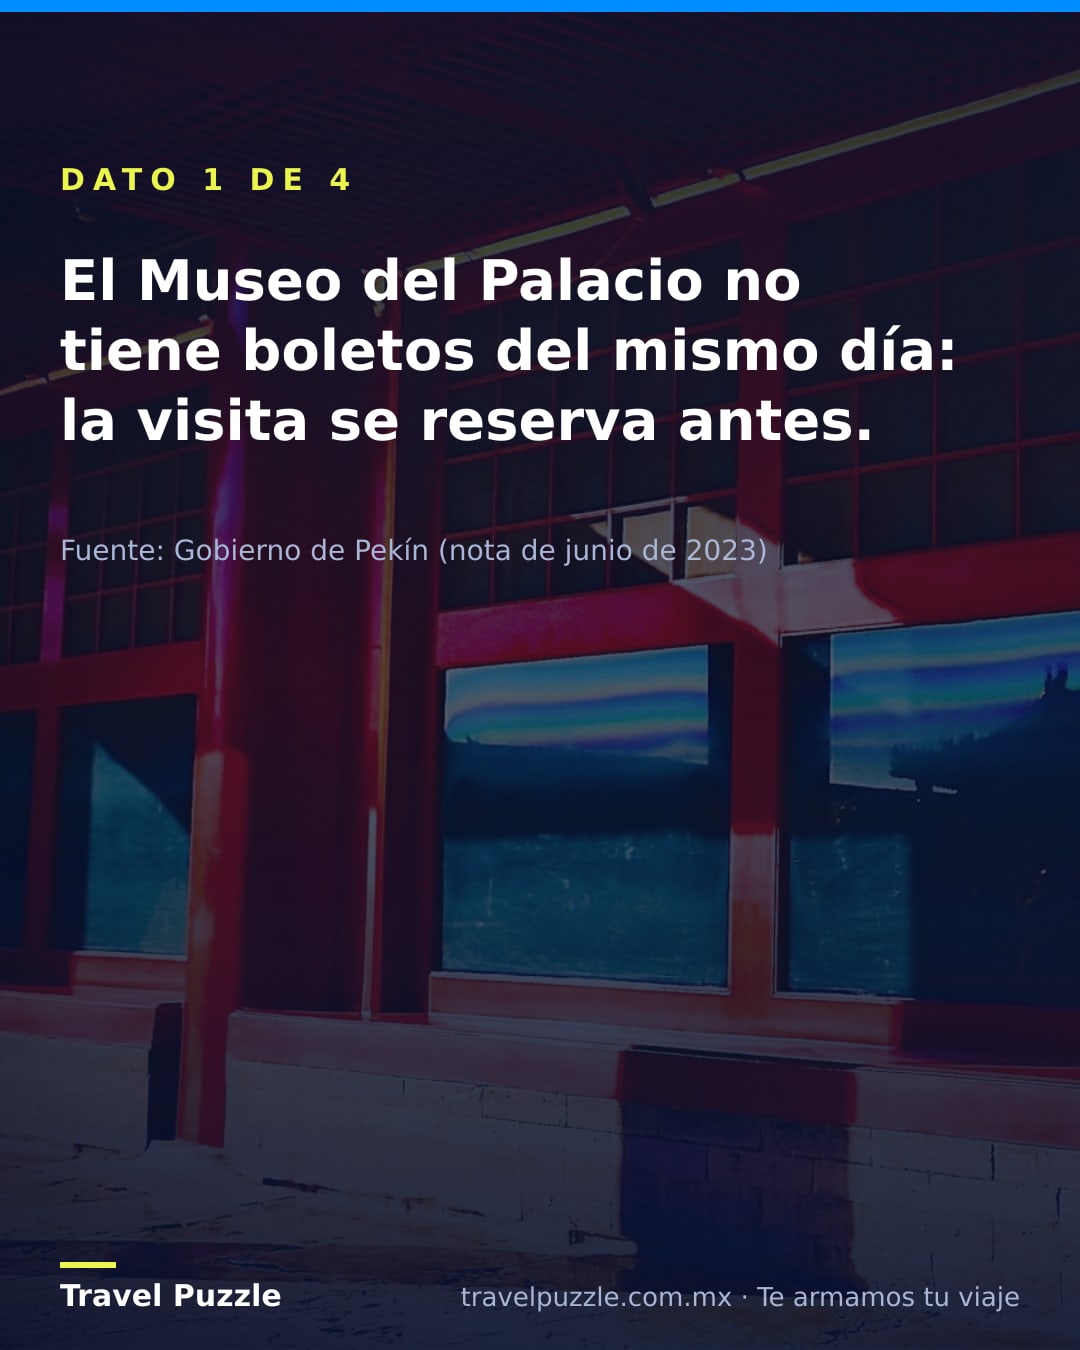 DATO 1 DE 4
El Museo del Palacio no
tiene boletos del mismo día:
la visita se reserva antes.
Fuente: Gobierno de Pekín (nota de junio de 2023)
Travel Puzzle
travelpuzzle.com.mx · Te armamos tu viaje